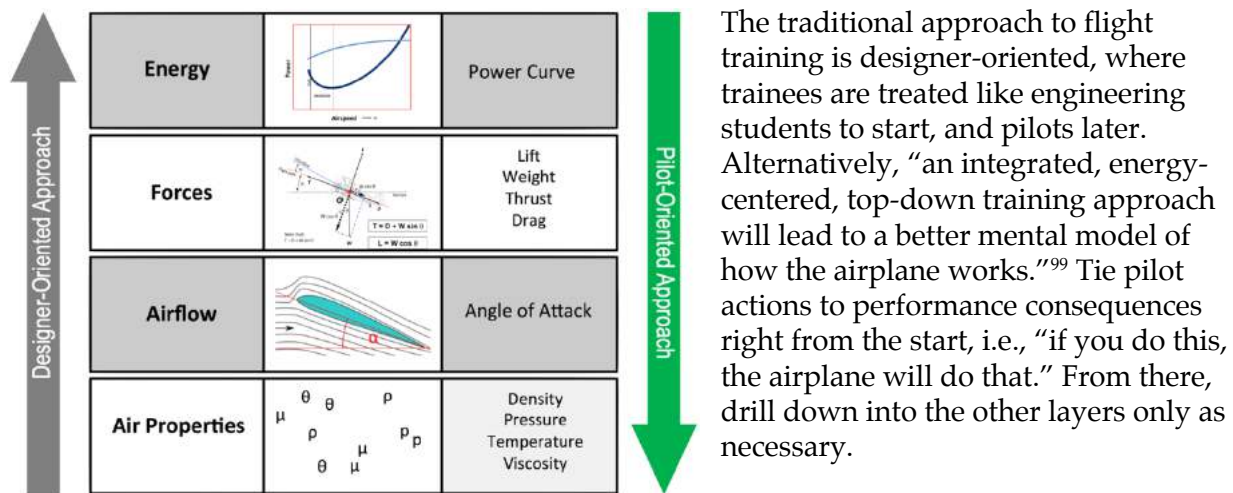 Designer-Oriented Approach
Energy
Power
Airspeed
Power Curve
Forces
T = D + W sin θ
L = W cos θ
Lift
Weight
Thrust
Drag
Airflow
α
Angle of Attack
Air Properties
θ θ ρ
μ
ρ p p
μ
θ μ
Density
Pressure
Temperature
Viscosity
Pilot-Oriented Approach
The traditional approach to flight
training is designer-oriented, where
trainees are treated like engineering
students to start, and pilots later.
Alternatively, “an integrated, energy-
centered, top-down training approach
will lead to a better mental model of
how the airplane works.”⁹⁹ Tie pilot
actions to performance consequences
right from the start, i.e., “if you do this,
the airplane will do that.” From there,
drill down into the other layers only as
necessary.